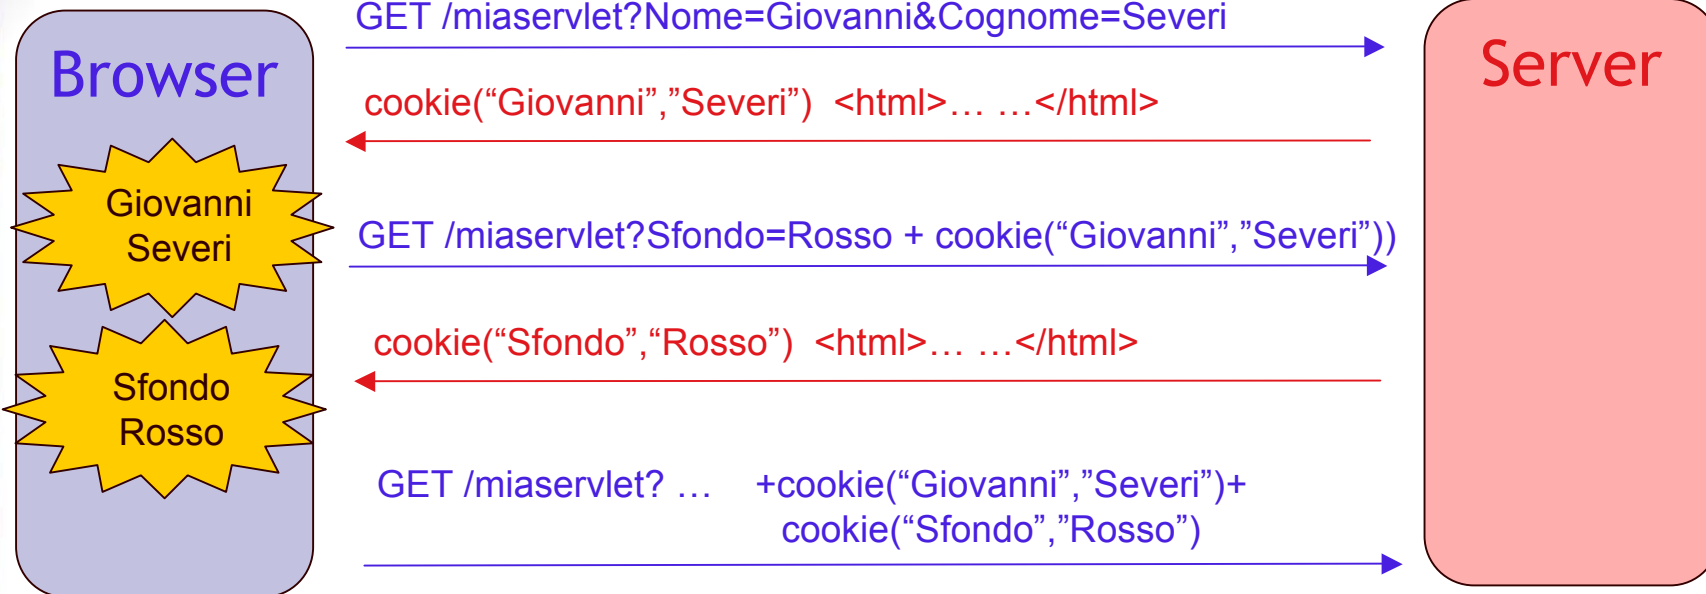 GET /miaservlet?Nome=Giovanni&Cognome=Severi
Browser
Server
cookie(“Giovanni”,”Severi”) <html>… …</html>
Giovanni
Severi
GET /miaservlet?Sfondo=Rosso + cookie(“Giovanni”,”Severi”))
cookie(“Sfondo”,“Rosso”) <html>… …</html>
Sfondo
Rosso
GET /miaservlet? … +cookie(“Giovanni”,”Severi”)+
cookie(“Sfondo”,”Rosso”)